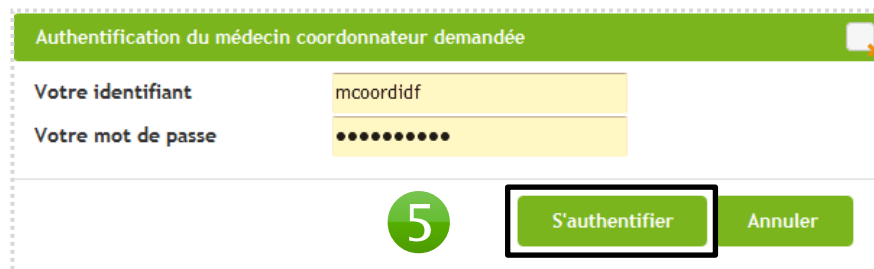 Authentification du médecin coordonnateur demandée
Votre identifiant mcoordidf
Votre mot de passe ••••••••••
5 S'authentifier Annuler